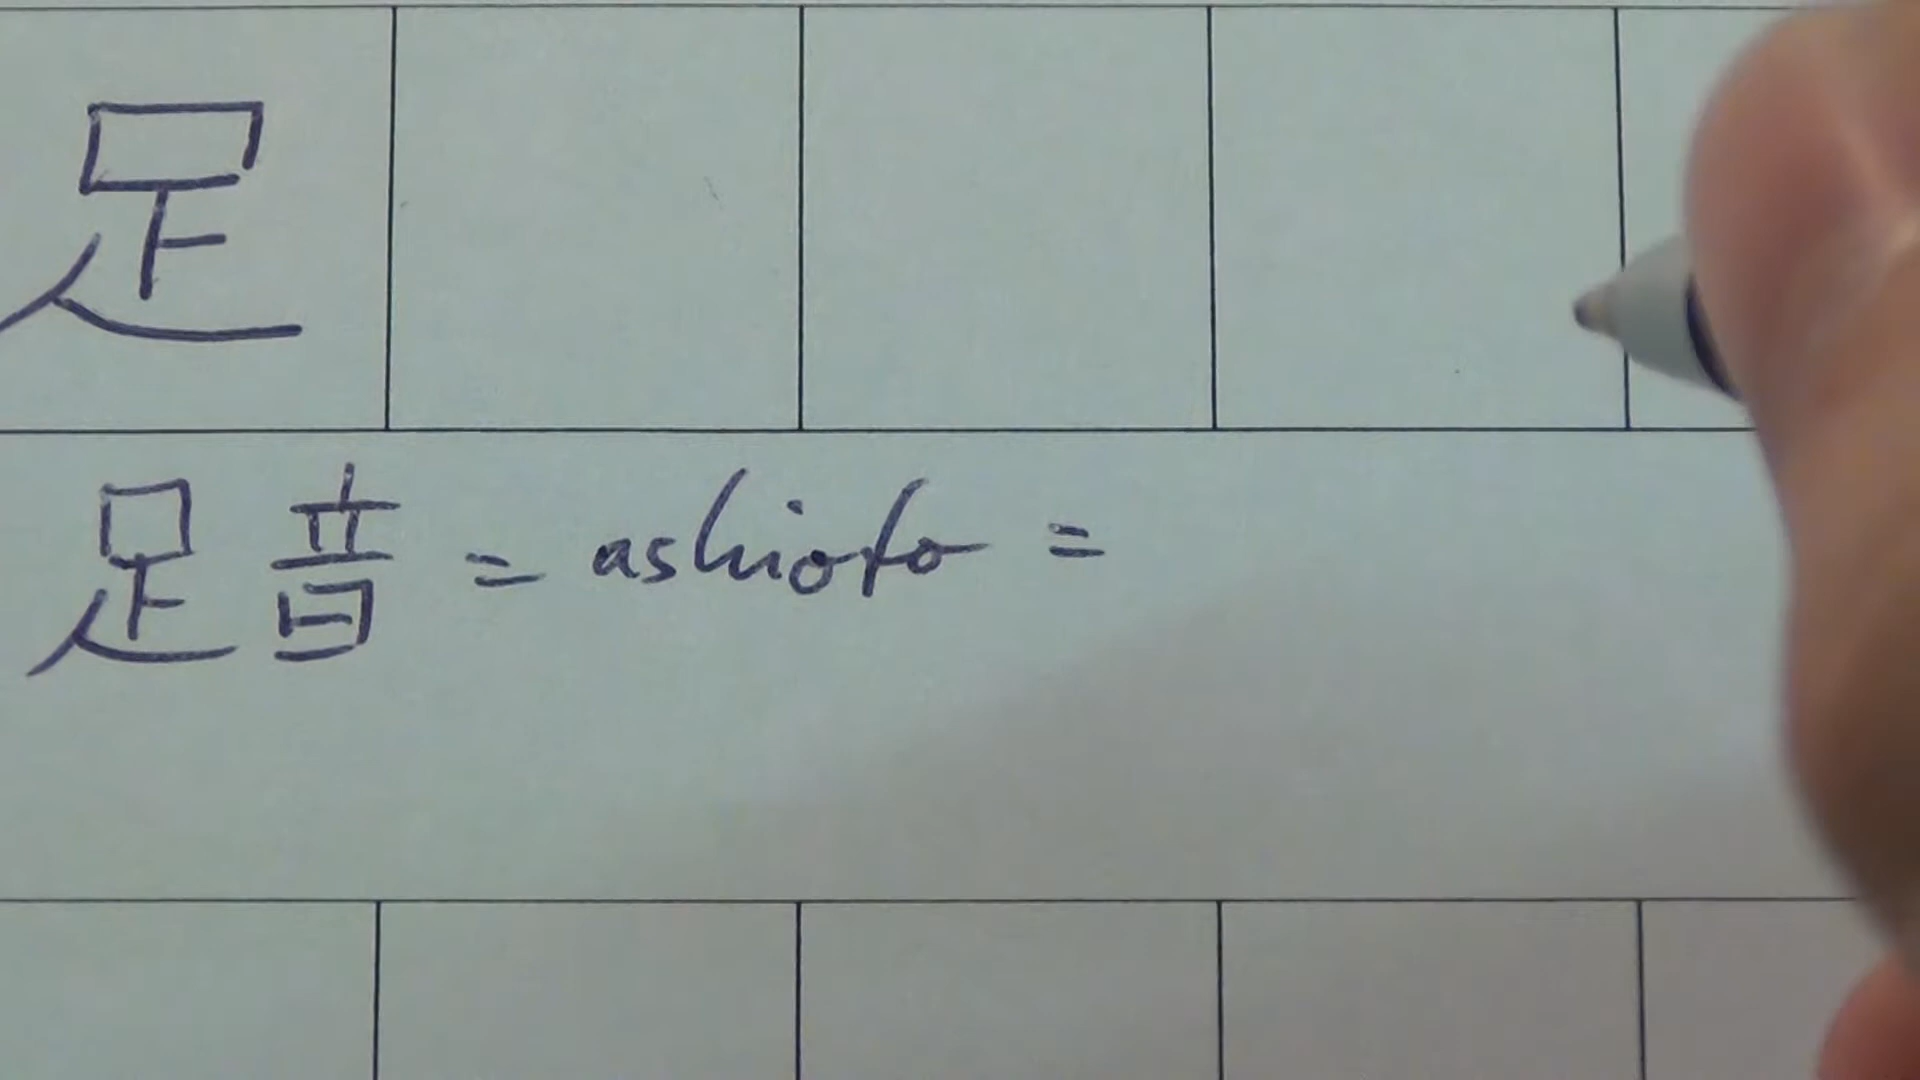 足
足音 = ashioto =